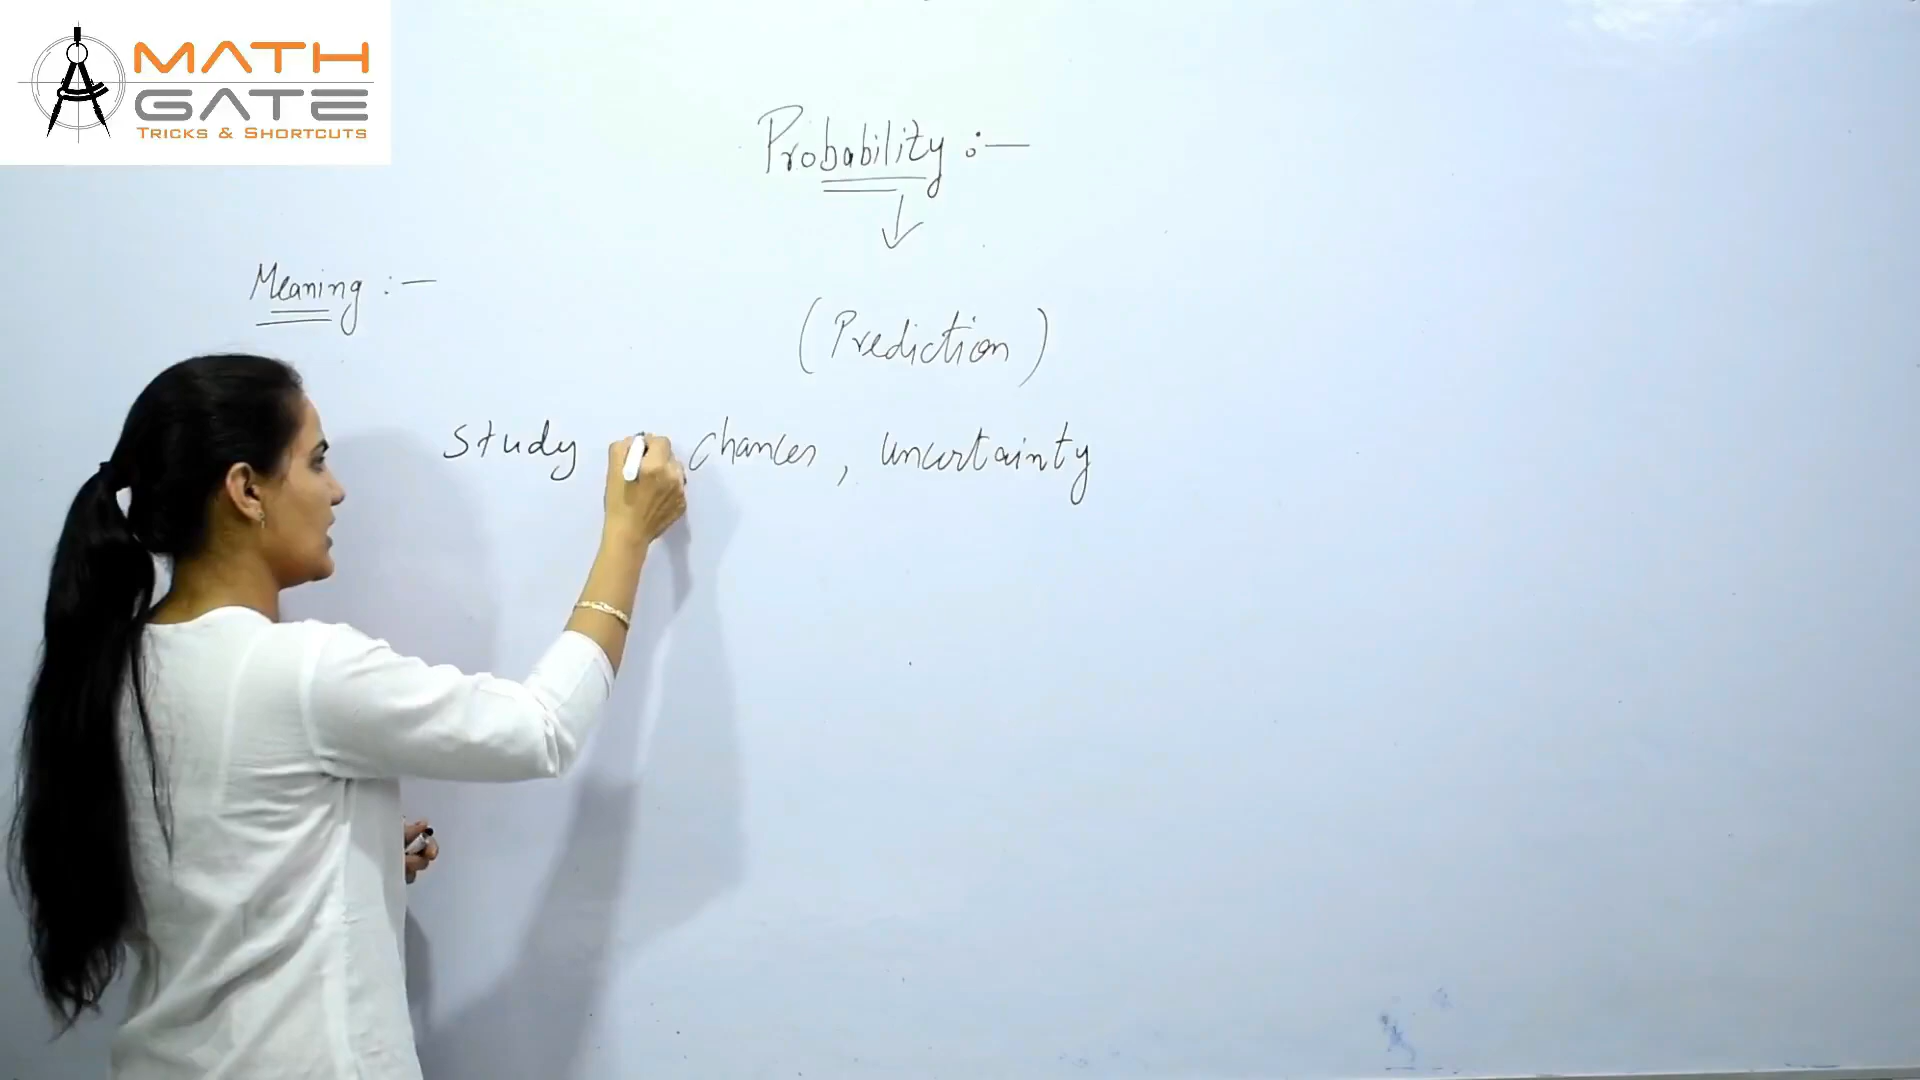 MATH
GATE
TRICKS & SHORTCUTS
Probability :—
Meaning :—
(Prediction)
Study chances, uncertainty